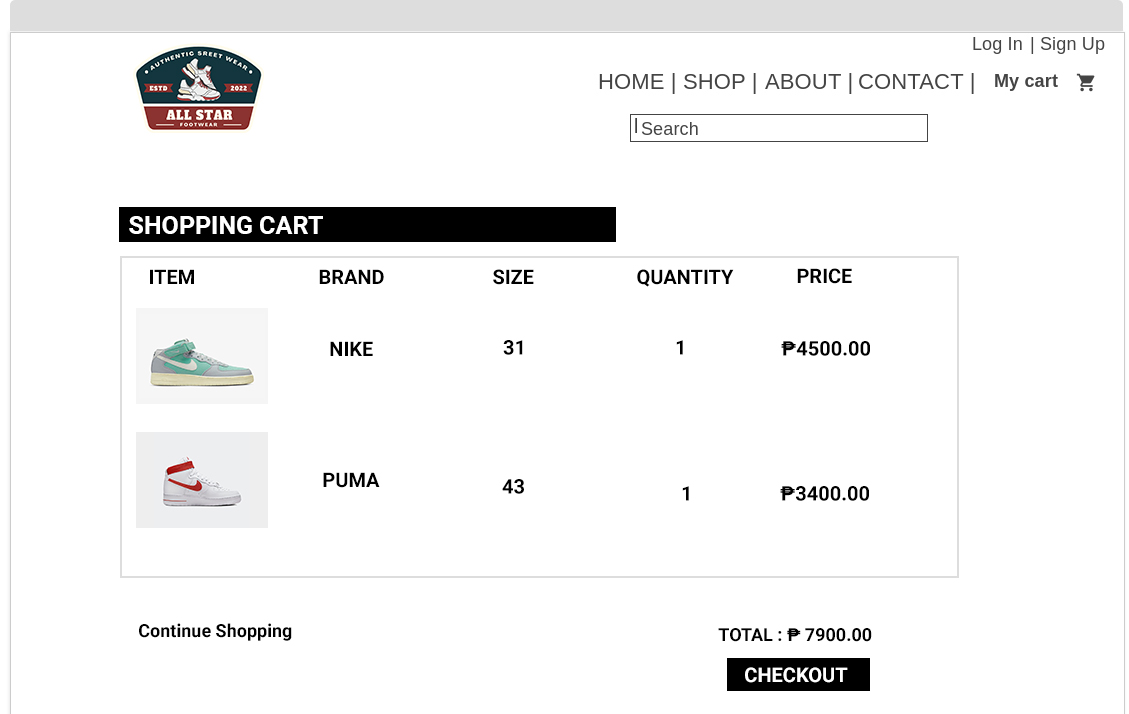 Log In | Sign Up
AUTHENTIC SREET WEAR
ESTD 2022
ALL STAR
FOOTWEAR
HOME | SHOP | ABOUT | CONTACT | My cart
Search
SHOPPING CART
ITEM BRAND SIZE QUANTITY PRICE
NIKE 31 1 ₱4500.00
PUMA 43 1 ₱3400.00
Continue Shopping
TOTAL : ₱ 7900.00
CHECKOUT